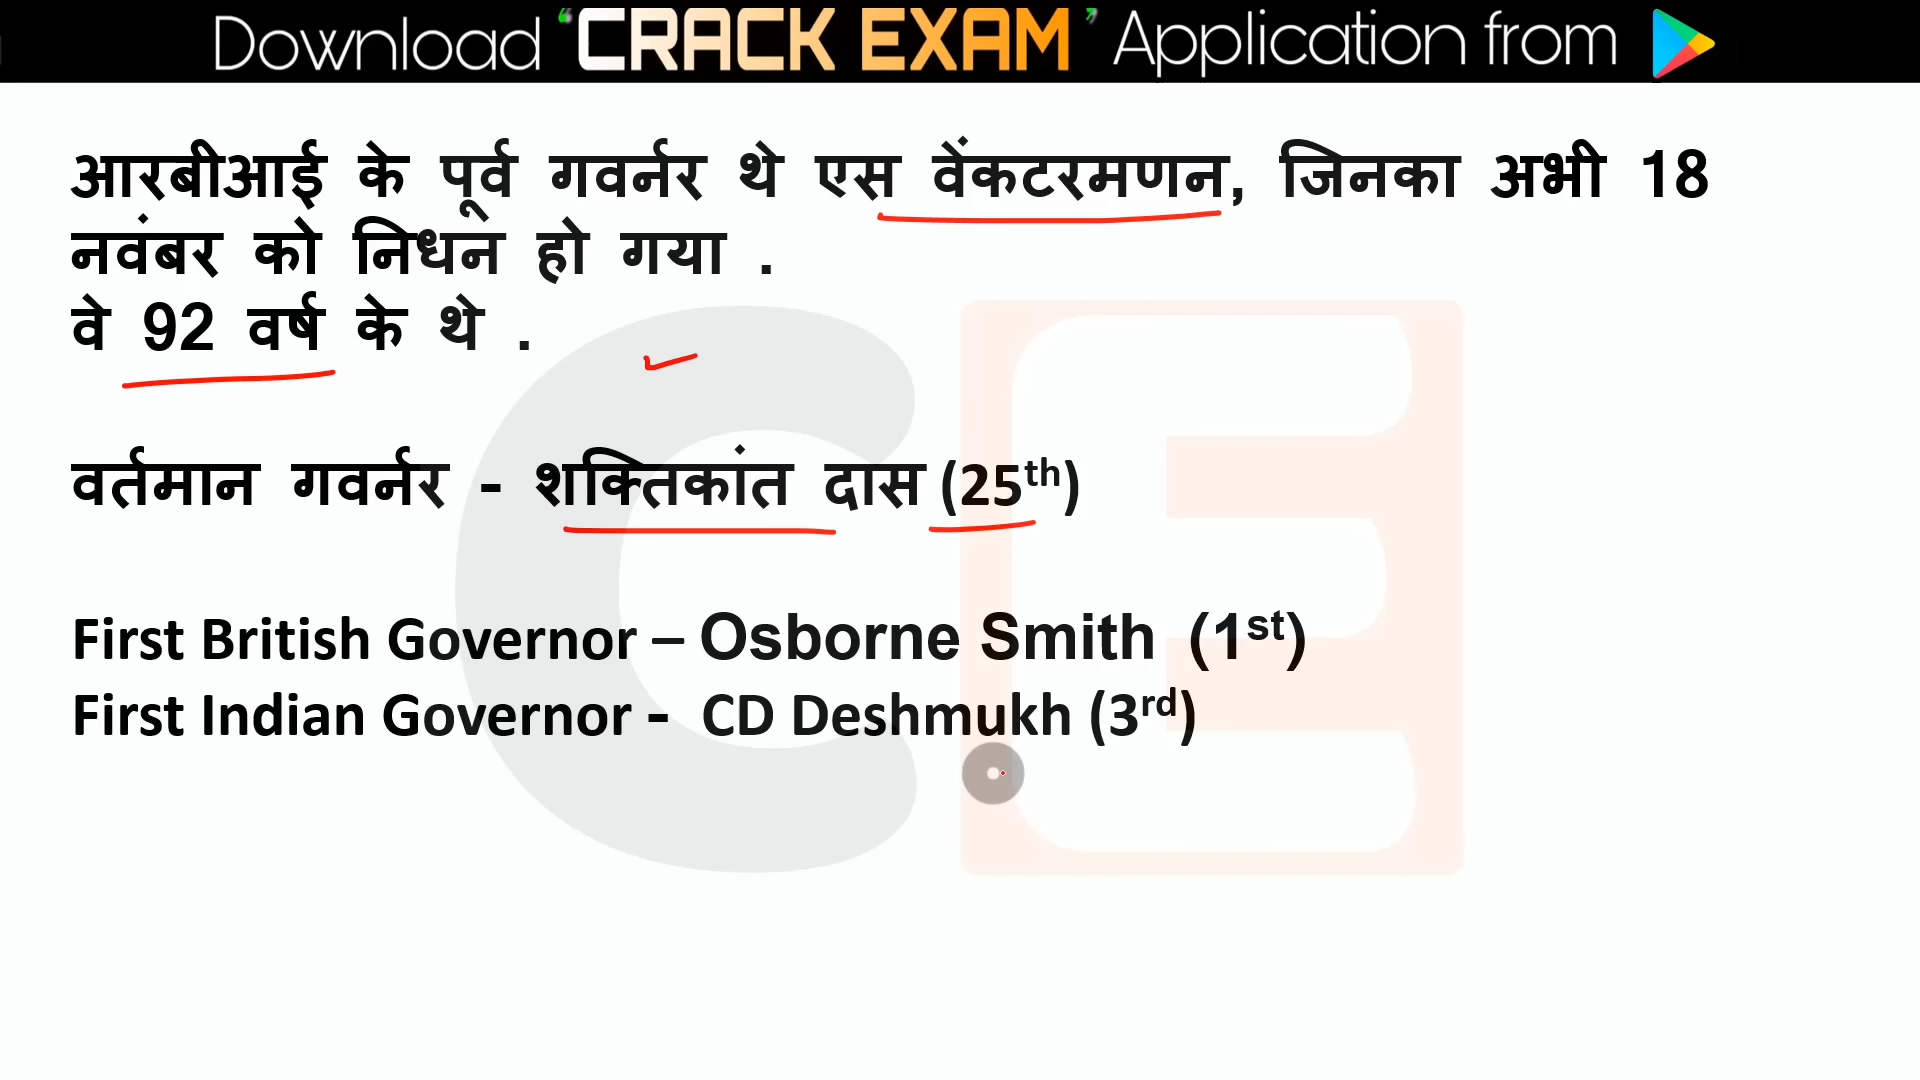 Download ‘CRACK EXAM’ Application from
आरबीआई के पूर्व गवर्नर थे एस वेंकटरमणन, जिनका अभी 18
नवंबर को निधन हो गया .
वे 92 वर्ष के थे .
वर्तमान गवर्नर - शक्तिकांत दास (25th)
First British Governor – Osborne Smith (1st)
First Indian Governor - CD Deshmukh (3rd)
CE